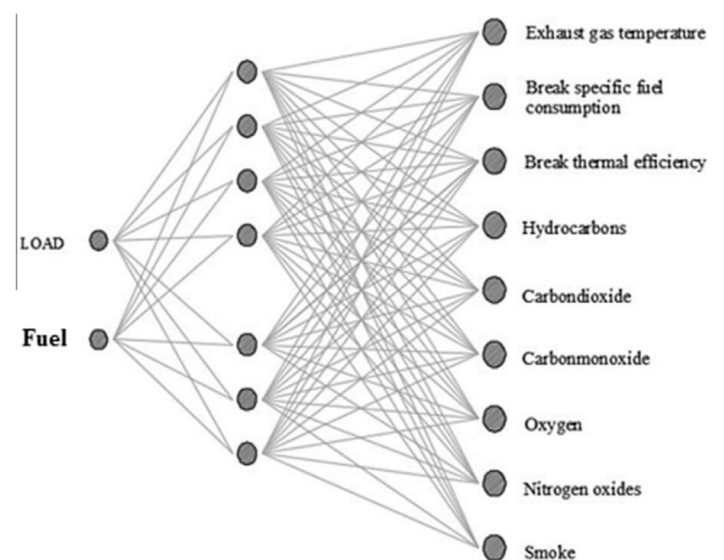 LOAD
Fuel
Exhaust gas temperature
Break specific fuel
consumption
Break thermal efficiency
Hydrocarbons
Carbondioxide
Carbonmonoxide
Oxygen
Nitrogen oxides
Smoke